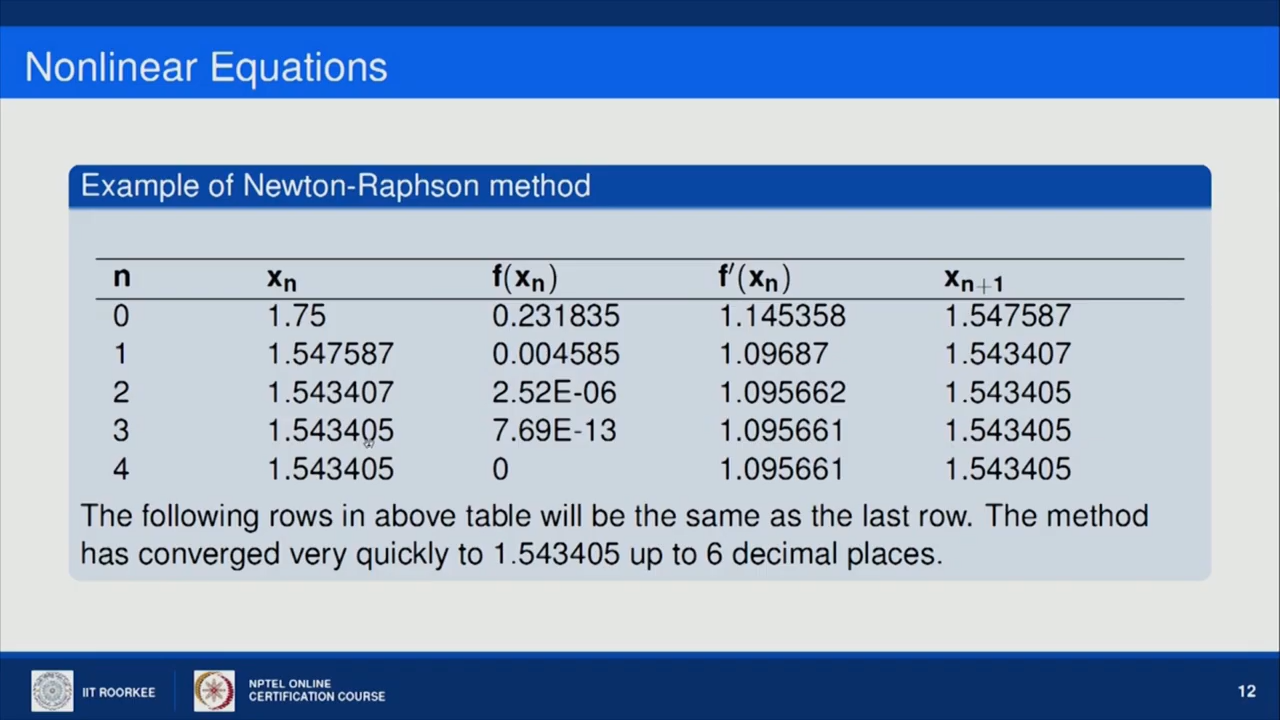 Nonlinear Equations
Example of Newton-Raphson method
n xₙ f(xₙ) f′(xₙ) xₙ₊₁
0 1.75 0.231835 1.145358 1.547587
1 1.547587 0.004585 1.09687 1.543407
2 1.543407 2.52E-06 1.095662 1.543405
3 1.543405 7.69E-13 1.095661 1.543405
4 1.543405 0 1.095661 1.543405
The following rows in above table will be the same as the last row. The method
has converged very quickly to 1.543405 up to 6 decimal places.
IIT ROORKEE
NPTEL ONLINE
CERTIFICATION COURSE
12